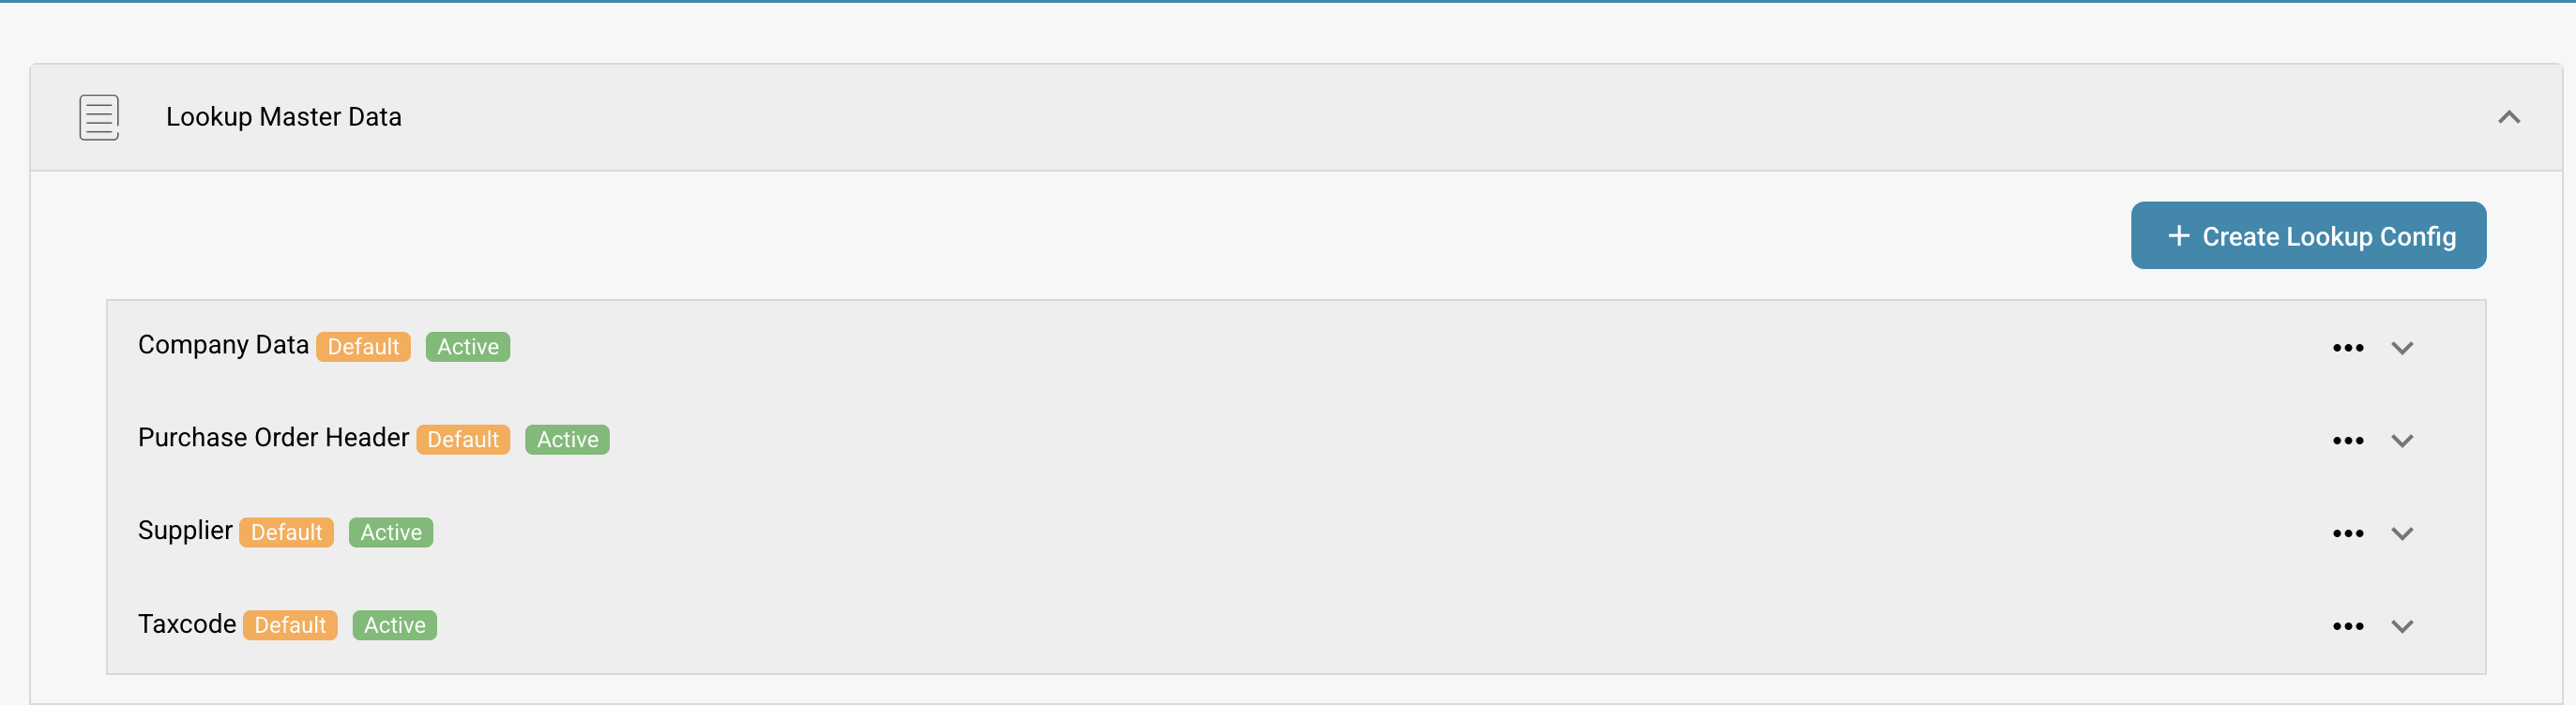 Lookup Master Data
+ Create Lookup Config
Company Data Default Active
Purchase Order Header Default Active
Supplier Default Active
Taxcode Default Active